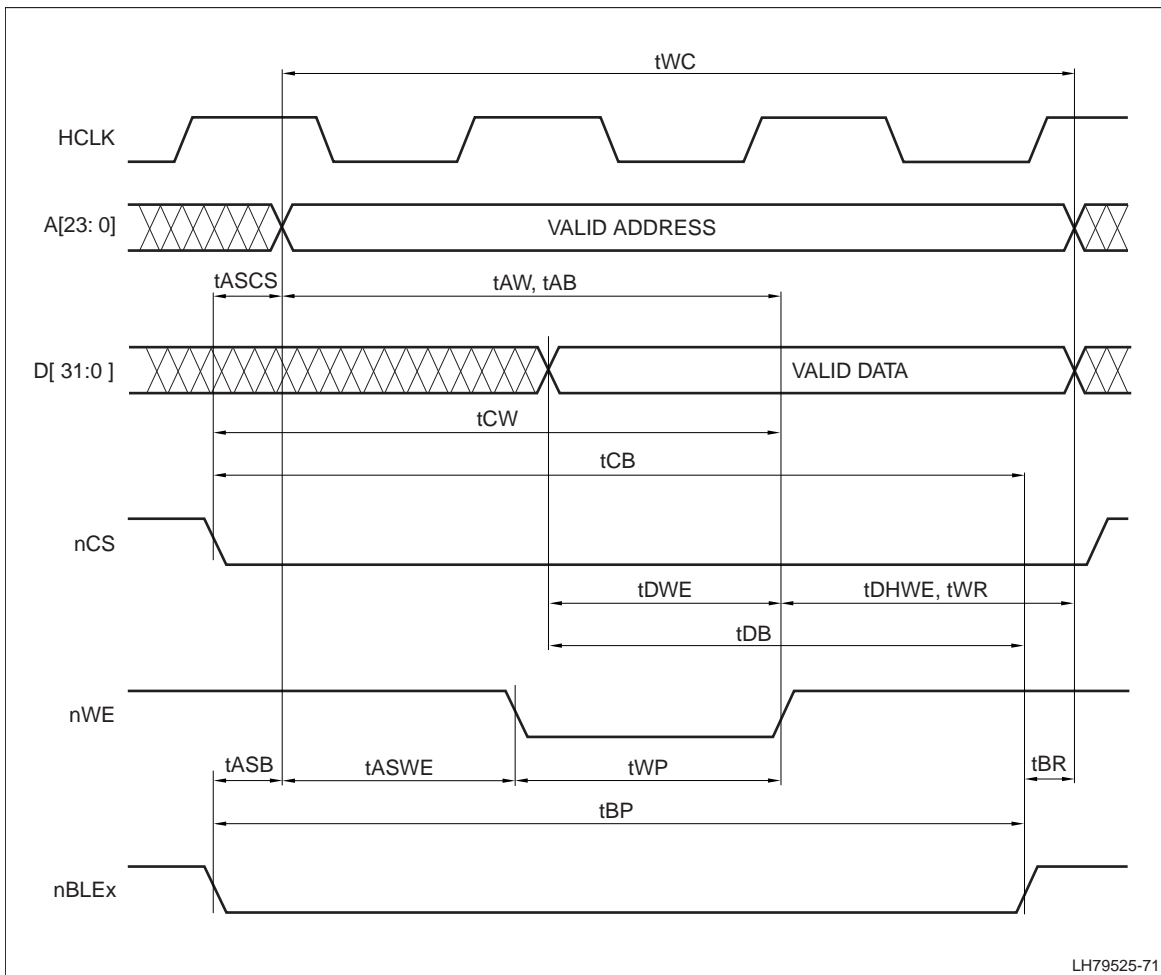 tWC
HCLK
A[23: 0]
VALID ADDRESS
tASCS
tAW, tAB
D[ 31:0 ]
VALID DATA
tCW
tCB
nCS
tDWE
tDHWE, tWR
tDB
nWE
tASB
tASWE
tWP
tBR
tBP
nBLEx
LH79525-71